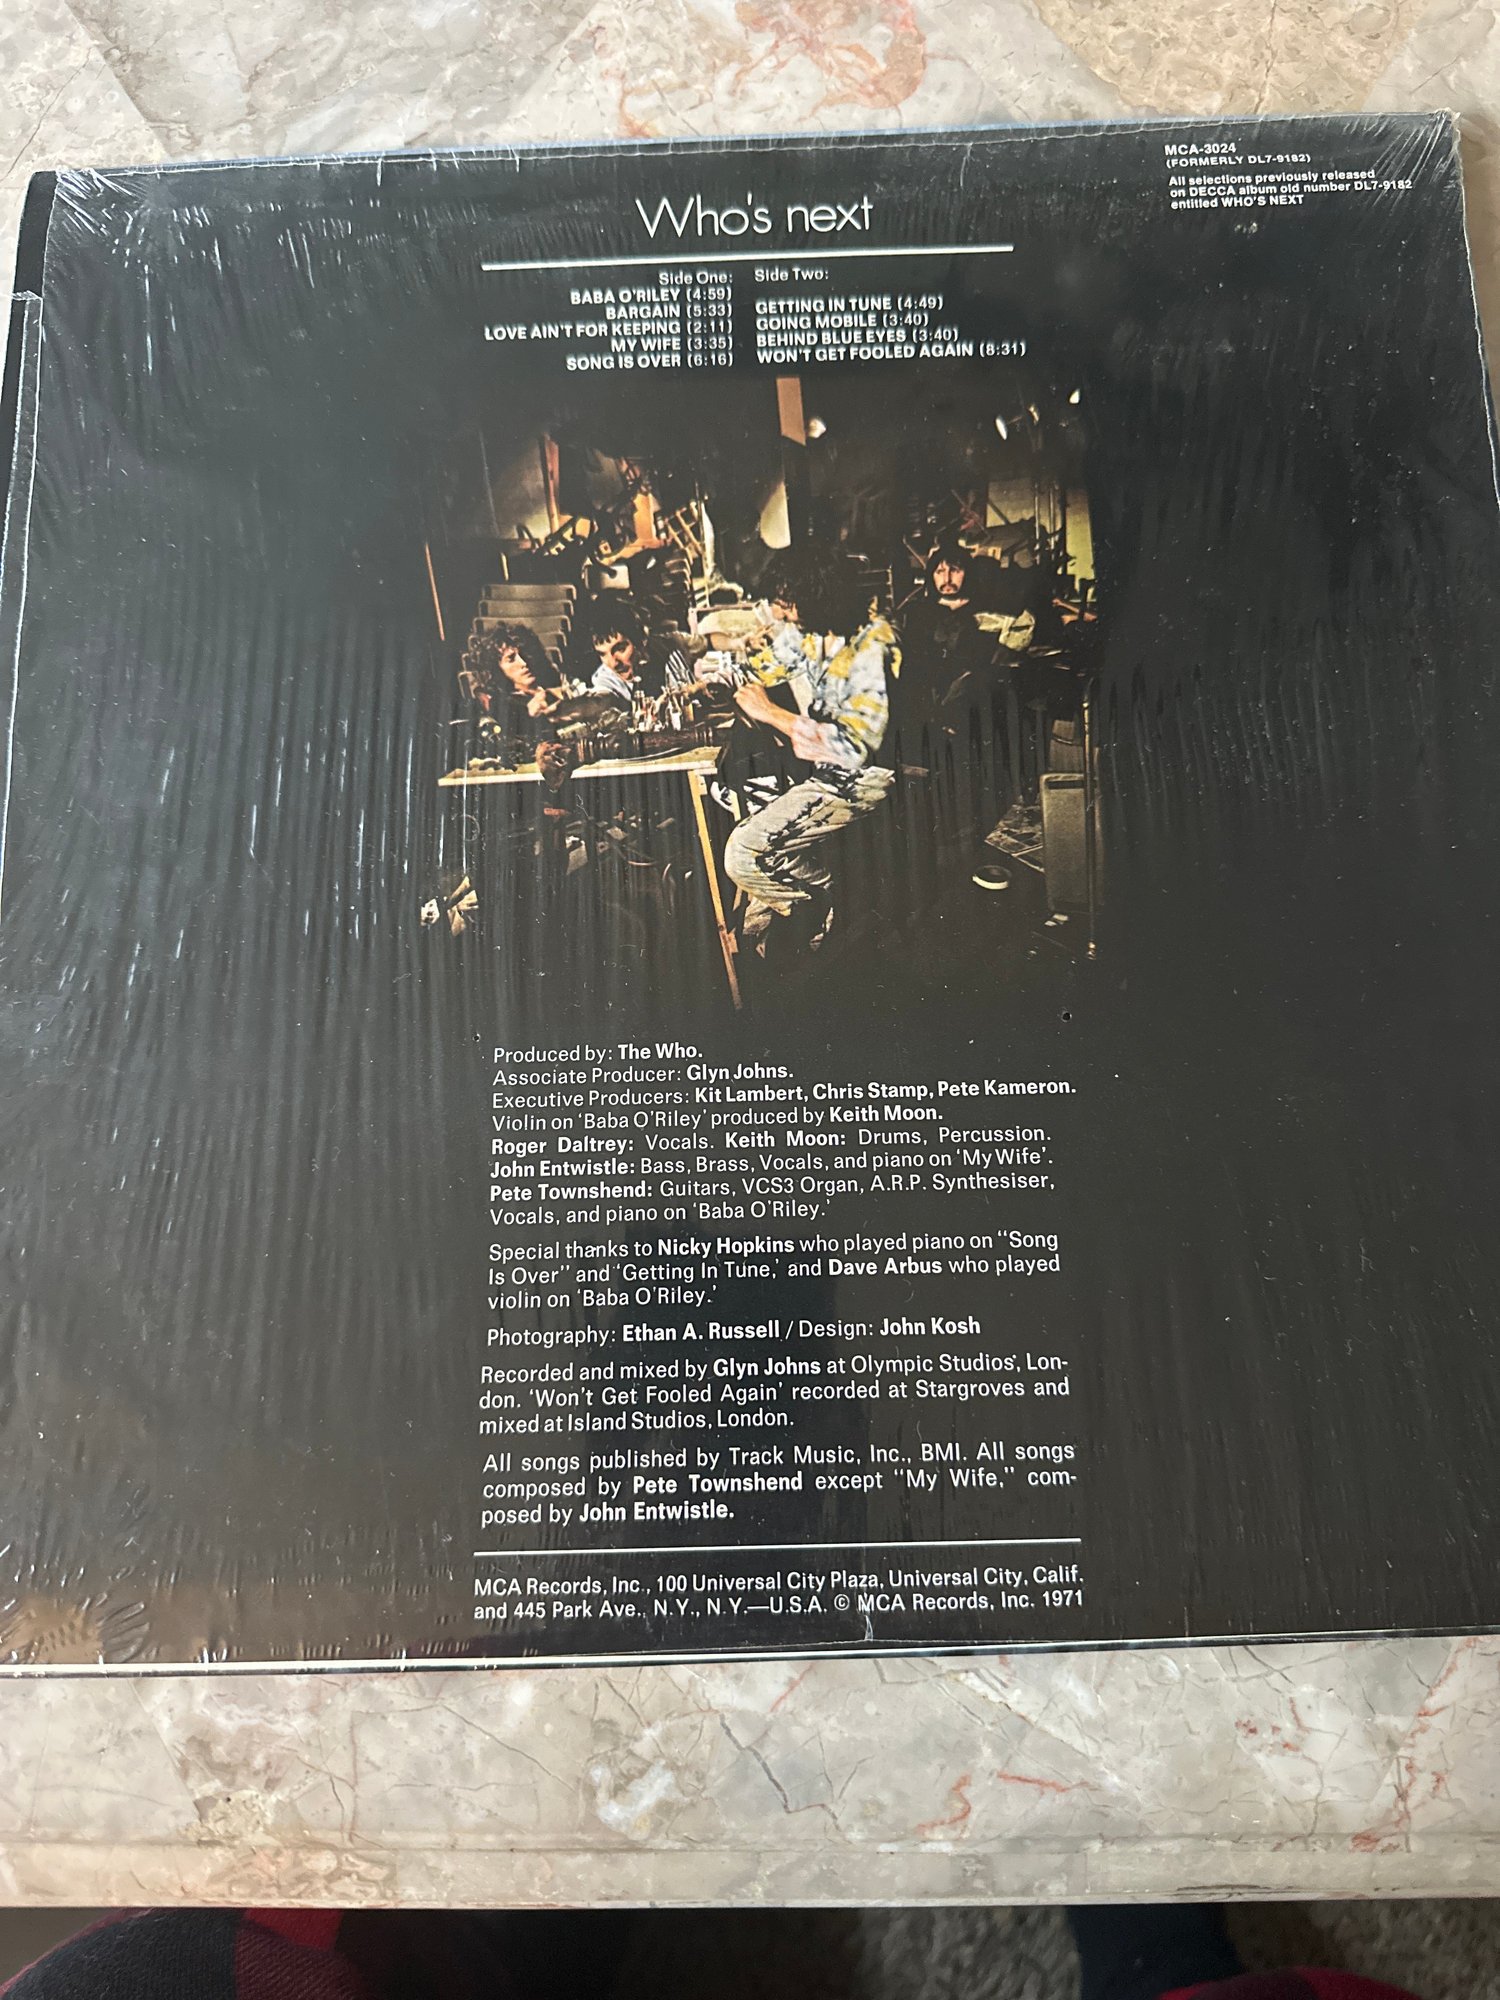 MCA-3024
(FORMERLY DL7-9182)
All selections previously released
on DECCA album old number DL7-9182
entitled WHO'S NEXT
Who's next
Side One:
BABA O'RILEY (4:59)
BARGAIN (5:33)
LOVE AIN'T FOR KEEPING (2:11)
MY WIFE (3:35)
SONG IS OVER (6:16)
Side Two:
GETTING IN TUNE (4:49)
GOING MOBILE (3:40)
BEHIND BLUE EYES (3:40)
WON'T GET FOOLED AGAIN (8:31)
Produced by: The Who.
Associate Producer: Glyn Johns.
Executive Producers: Kit Lambert, Chris Stamp, Pete Kameron.
Violin on 'Baba O'Riley' produced by Keith Moon.
Roger Daltrey: Vocals. Keith Moon: Drums, Percussion.
John Entwistle: Bass, Brass, Vocals, and piano on 'My Wife'.
Pete Townshend: Guitars, VCS3 Organ, A.R.P. Synthesiser,
Vocals, and piano on 'Baba O'Riley.'
Special thanks to Nicky Hopkins who played piano on "Song
Is Over" and 'Getting In Tune,' and Dave Arbus who played
violin on 'Baba O'Riley.'
Photography: Ethan A. Russell / Design: John Kosh
Recorded and mixed by Glyn Johns at Olympic Studios, Lon-
don. 'Won't Get Fooled Again' recorded at Stargroves and
mixed at Island Studios, London.
All songs published by Track Music, Inc., BMI. All songs
composed by Pete Townshend except "My Wife," com-
posed by John Entwistle.
MCA Records, Inc., 100 Universal City Plaza, Universal City, Calif.
and 445 Park Ave., N.Y., N.Y.—U.S.A. © MCA Records, Inc. 1971